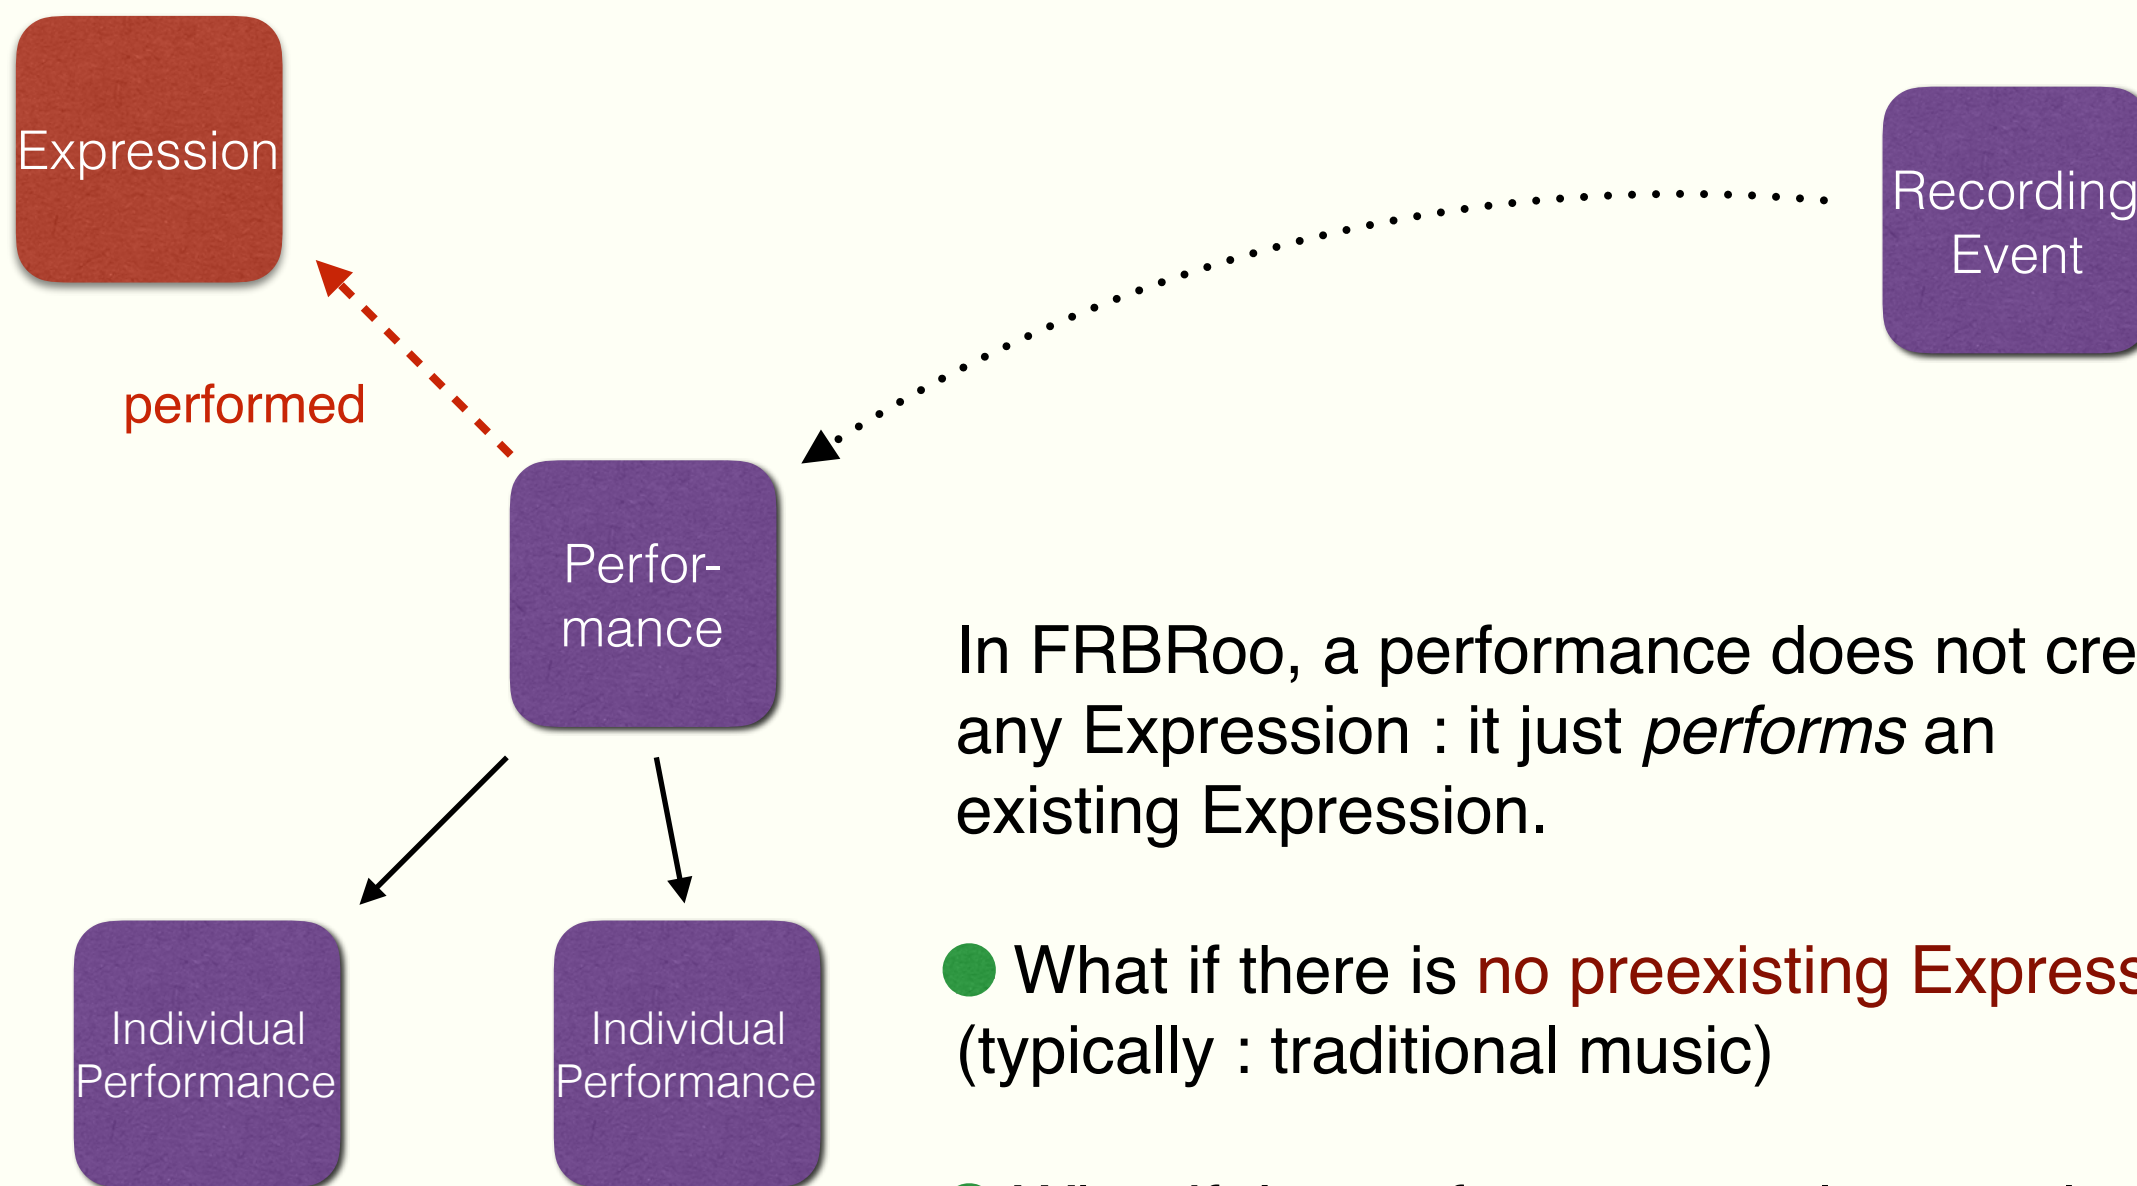 Expression
Recording
Event
performed
Perfor-
mance
In FRBRoo, a performance does not cre
any Expression : it just performs an
existing Expression.
What if there is no preexisting Express
(typically : traditional music)
Individual
Performance
Individual
Performance